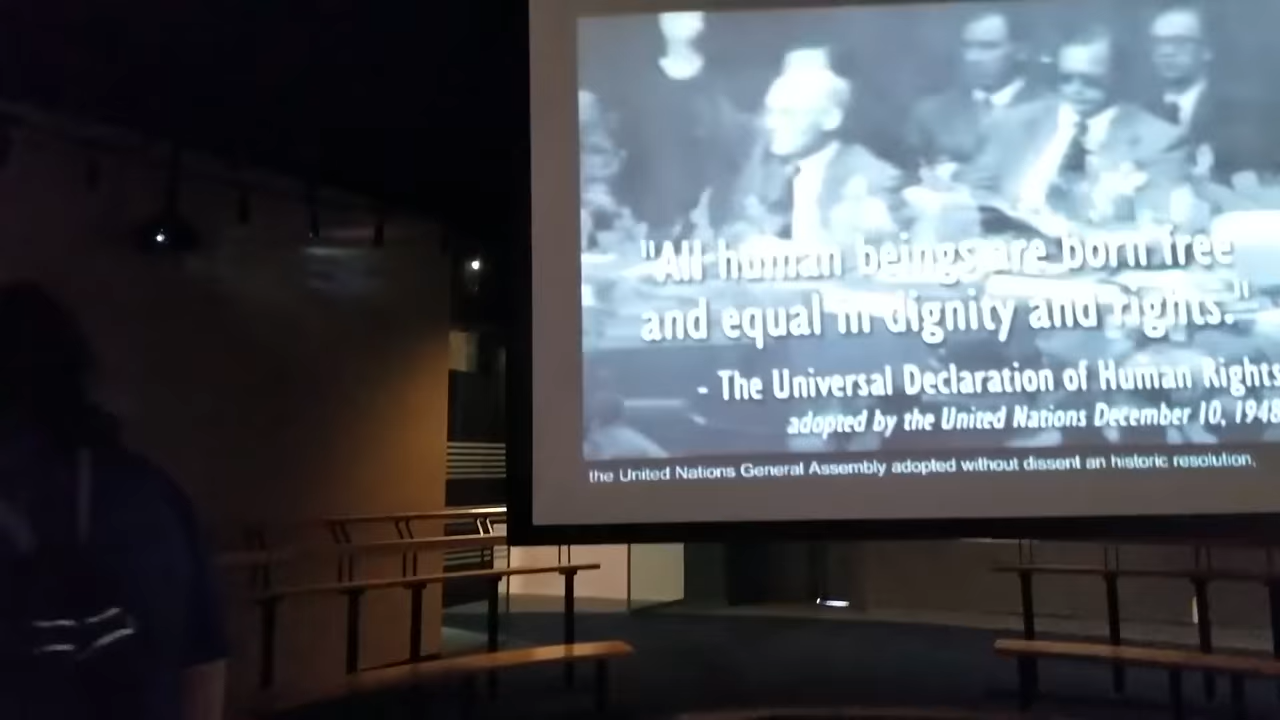 "All human beings are born free
and equal in dignity and rights."
- The Universal Declaration of Human Rights
adopted by the United Nations December 10, 1948
the United Nations General Assembly adopted without dissent an historic resolution,